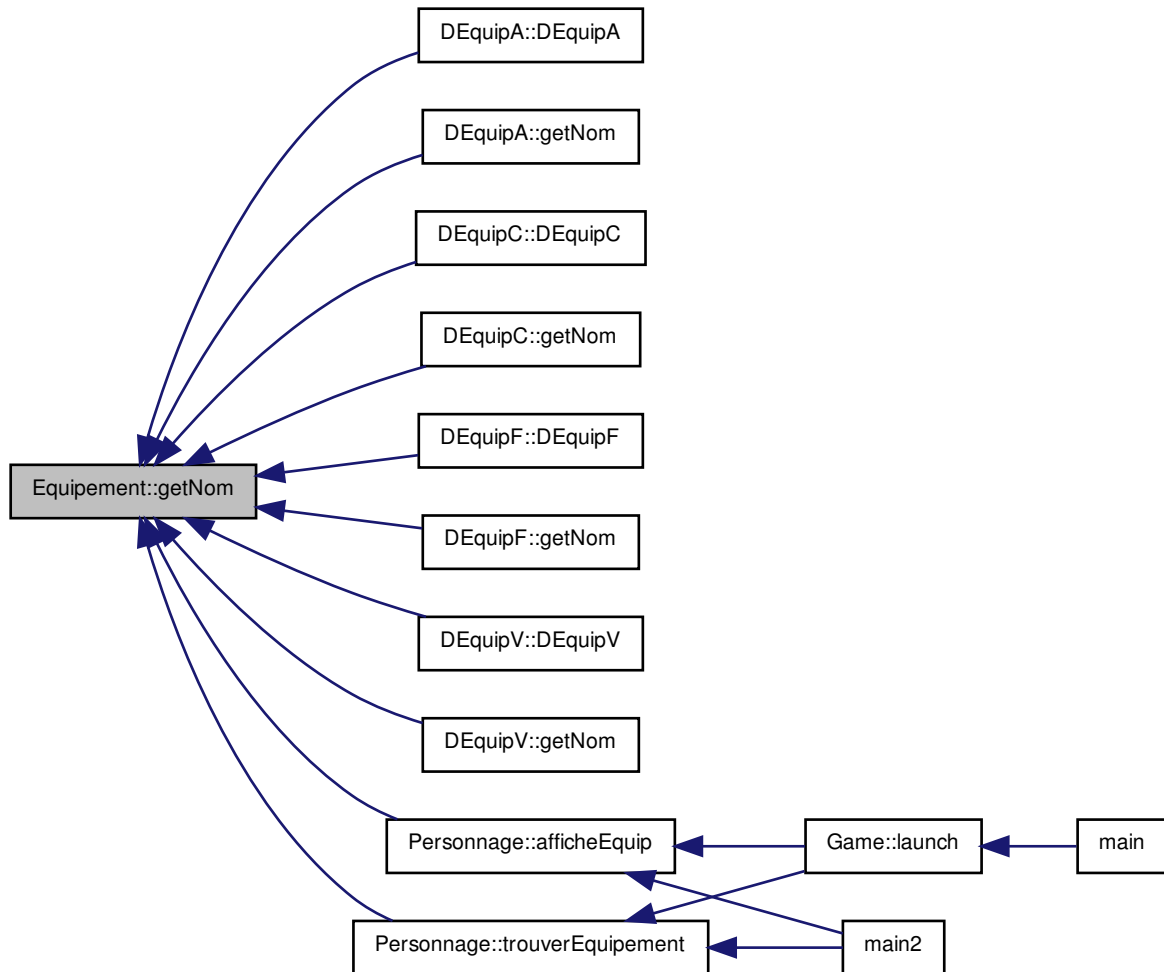 DEquipA::DEquipA
DEquipA::getNom
DEquipC::DEquipC
DEquipC::getNom
DEquipF::DEquipF
Equipement::getNom
DEquipF::getNom
DEquipV::DEquipV
DEquipV::getNom
Personnage::afficheEquip
Game::launch
main
Personnage::trouverEquipement
main2